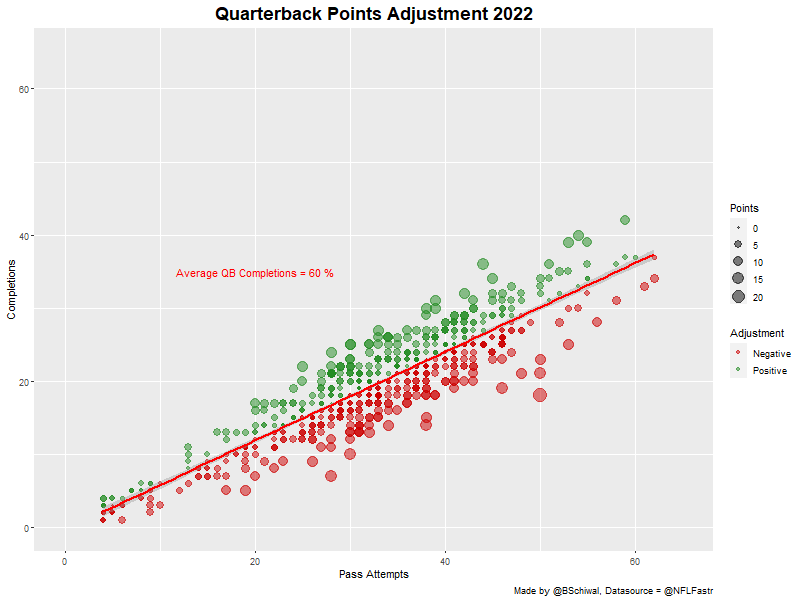 Quarterback Points Adjustment 2022
60
40
20
0
Completions
Average QB Completions = 60 %
0 20 40 60
Pass Attempts
Points
0
5
10
15
20
Adjustment
Negative
Positive
Made by @BSchiwal, Datasource = @NFLFastr